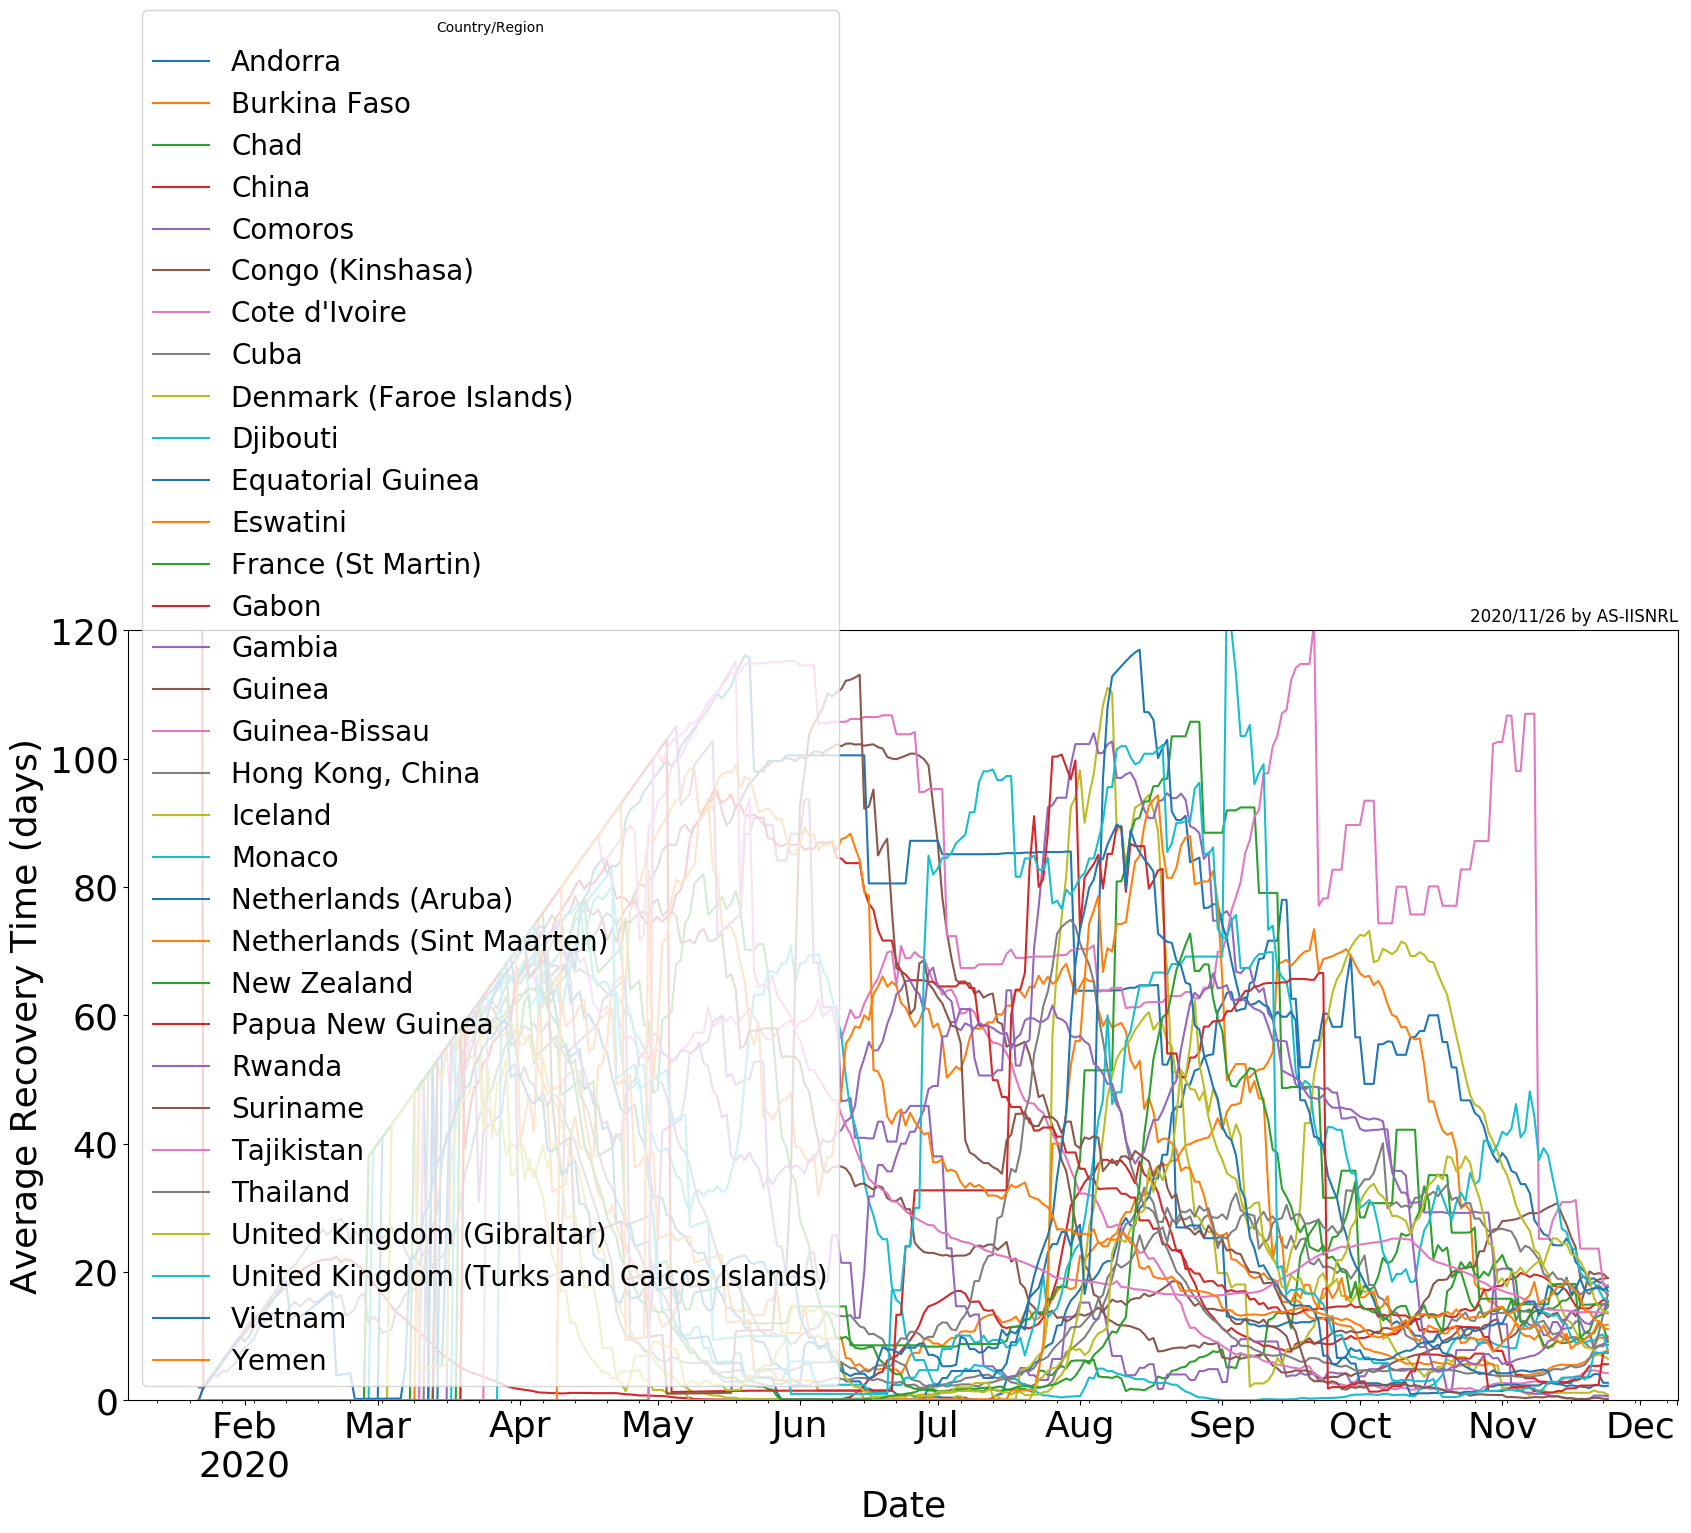 Country/Region
Andorra
Burkina Faso
Chad
China
Comoros
Congo (Kinshasa)
Cote d'Ivoire
Cuba
Denmark (Faroe Islands)
Djibouti
Equatorial Guinea
Eswatini
France (St Martin)
Gabon
Gambia
Guinea
Guinea-Bissau
Hong Kong, China
Iceland
Monaco
Netherlands (Aruba)
Netherlands (Sint Maarten)
New Zealand
Papua New Guinea
Rwanda
Suriname
Tajikistan
Thailand
United Kingdom (Gibraltar)
United Kingdom (Turks and Caicos Islands)
Vietnam
Yemen
2020/11/26 by AS-IISNRL
Average Recovery Time (days)
120
100
80
60
40
20
0
Feb Mar Apr May Jun Jul Aug Sep Oct Nov Dec
2020
Date